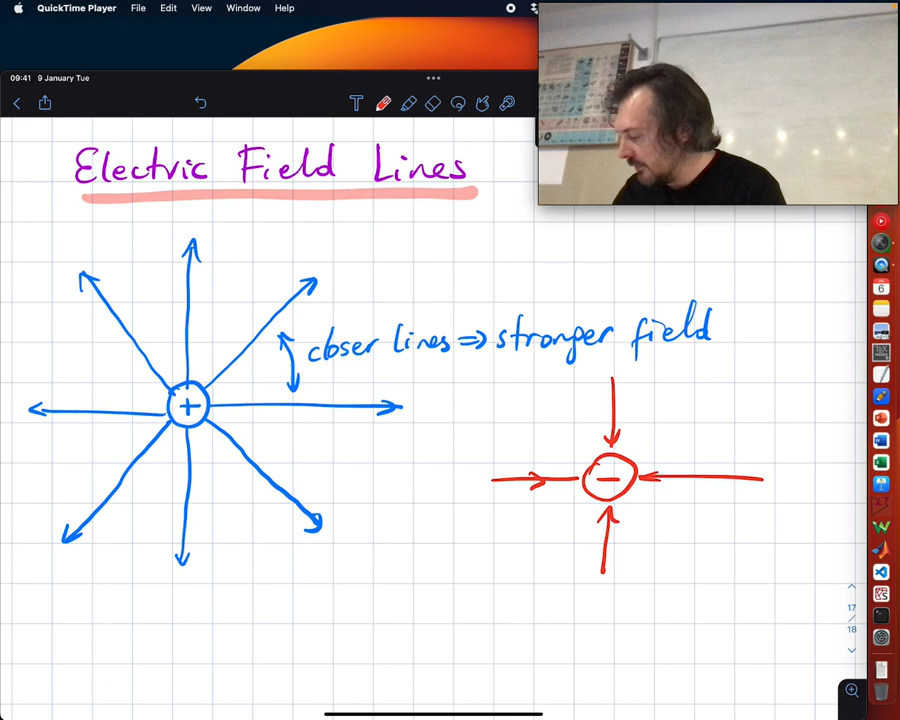 QuickTime Player File Edit View Window Help
09:41 9 January Tue
T
Electric Field Lines
closer lines ⇒ stronger field
+
−
6
17
/
18